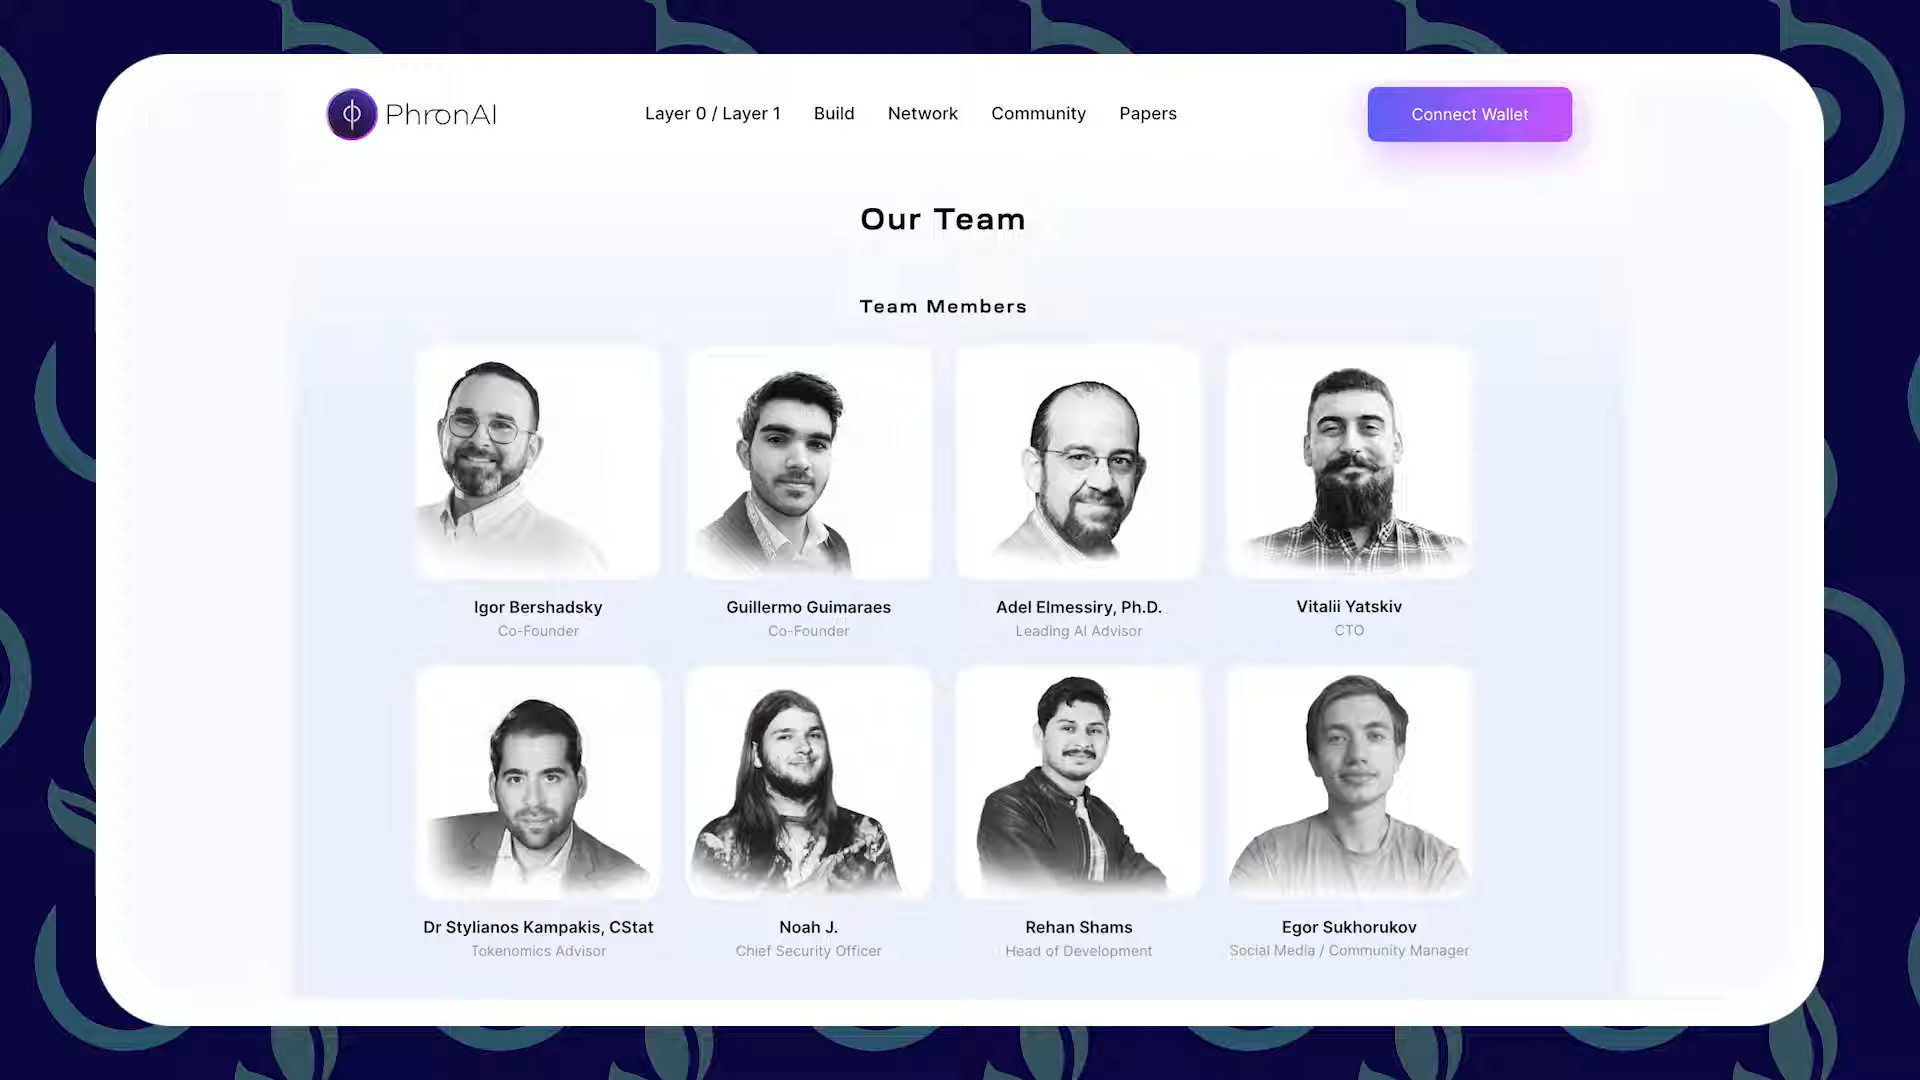 PhronAI
Layer 0 / Layer 1 Build Network Community Papers
Connect Wallet
Our Team
Team Members
Igor Bershadsky
Co-Founder
Guillermo Guimaraes
Co-Founder
Adel Elmessiry, Ph.D.
Leading AI Advisor
Vitalii Yatskiv
CTO
Dr Stylianos Kampakis, CStat
Tokenomics Advisor
Noah J.
Chief Security Officer
Rehan Shams
Head of Development
Egor Sukhorukov
Social Media / Community Manager